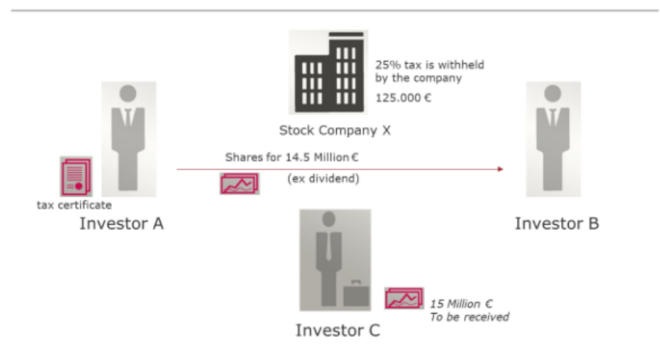 25% tax is withheld
by the company
125.000 €
Stock Company X
Shares for 14.5 Million €
(ex dividend)
tax certificate
Investor A
Investor B
15 Million €
To be received
Investor C